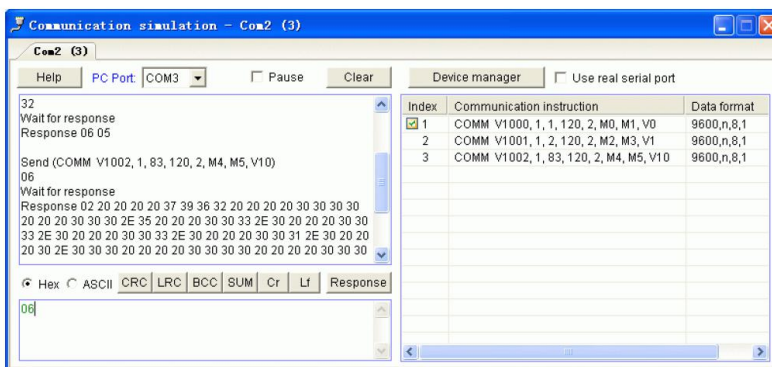 Communication simulation - Com2 (3)
Com2 (3)
Help PC Port: COM3 Pause Clear Device manager Use real serial port
32
Wait for response
Response 06 05
Send (COMM V1002, 1, 83, 120, 2, M4, M5, V10)
06
Wait for response
Response 02 20 20 20 20 37 39 36 32 20 20 20 20 30 30 30 30
20 20 20 30 30 30 2E 35 20 20 20 30 30 33 2E 30 20 20 20 30 30
33 2E 30 20 20 20 30 30 33 2E 30 20 20 20 30 30 31 2E 30 20 20
20 30 2E 30 30 30 20 20 20 20 30 30 30 20 20 20 20 20 30 30 30
Hex ASCII CRC LRC BCC SUM Cr Lf Response
06
Index Communication instruction Data format
1 COMM V1000, 1, 1, 120, 2, M0, M1, V0 9600,n,8,1
2 COMM V1001, 1, 2, 120, 2, M2, M3, V1 9600,n,8,1
3 COMM V1002, 1, 83, 120, 2, M4, M5, V10 9600,n,8,1